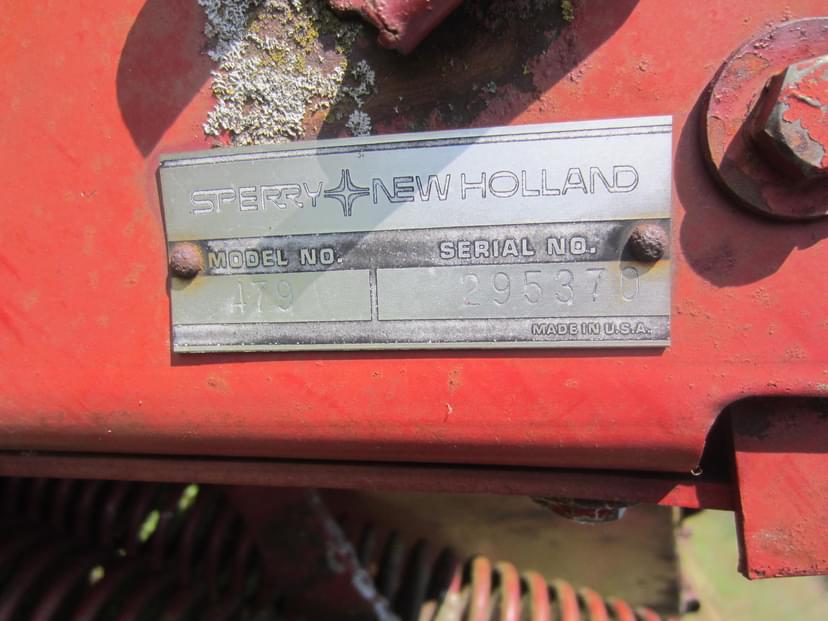 SPERRY NEW HOLLAND
MODEL NO. SERIAL NO.
479 295370
MADE IN U.S.A.